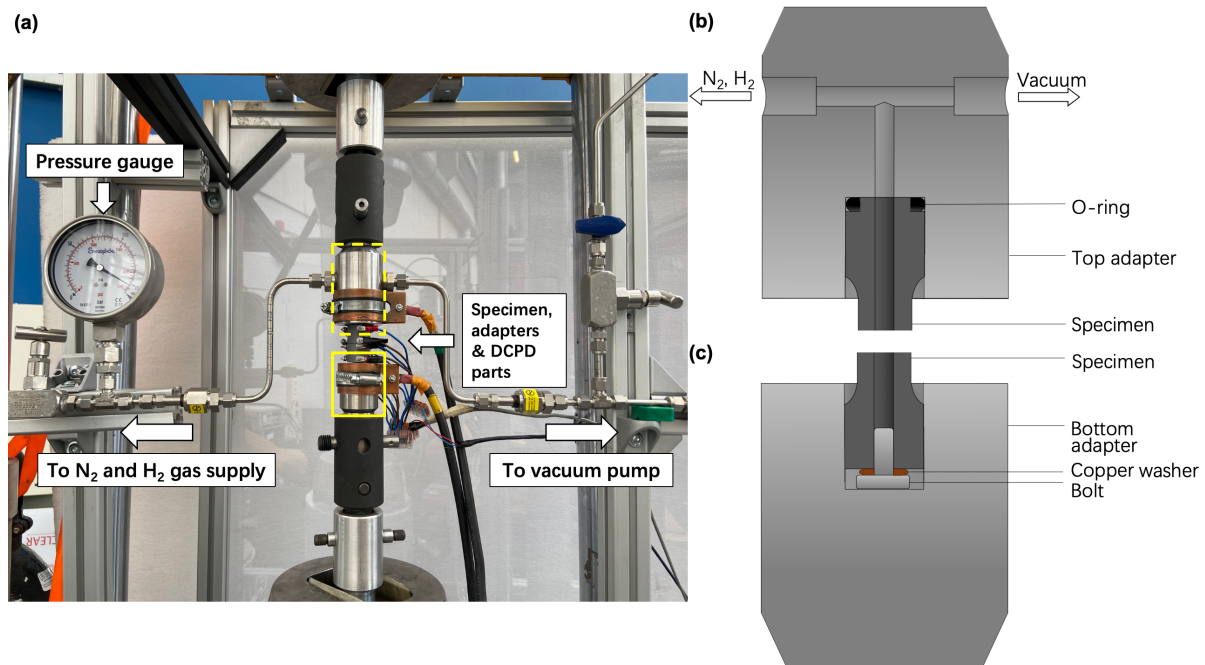 (a)
Pressure gauge
Specimen,
adapters
& DCPD
parts
To N₂ and H₂ gas supply
To vacuum pump
CLEAR
(b)
N₂, H₂
Vacuum
O-ring
Top adapter
Specimen
(c)
Specimen
Bottom
adapter
Copper washer
Bolt